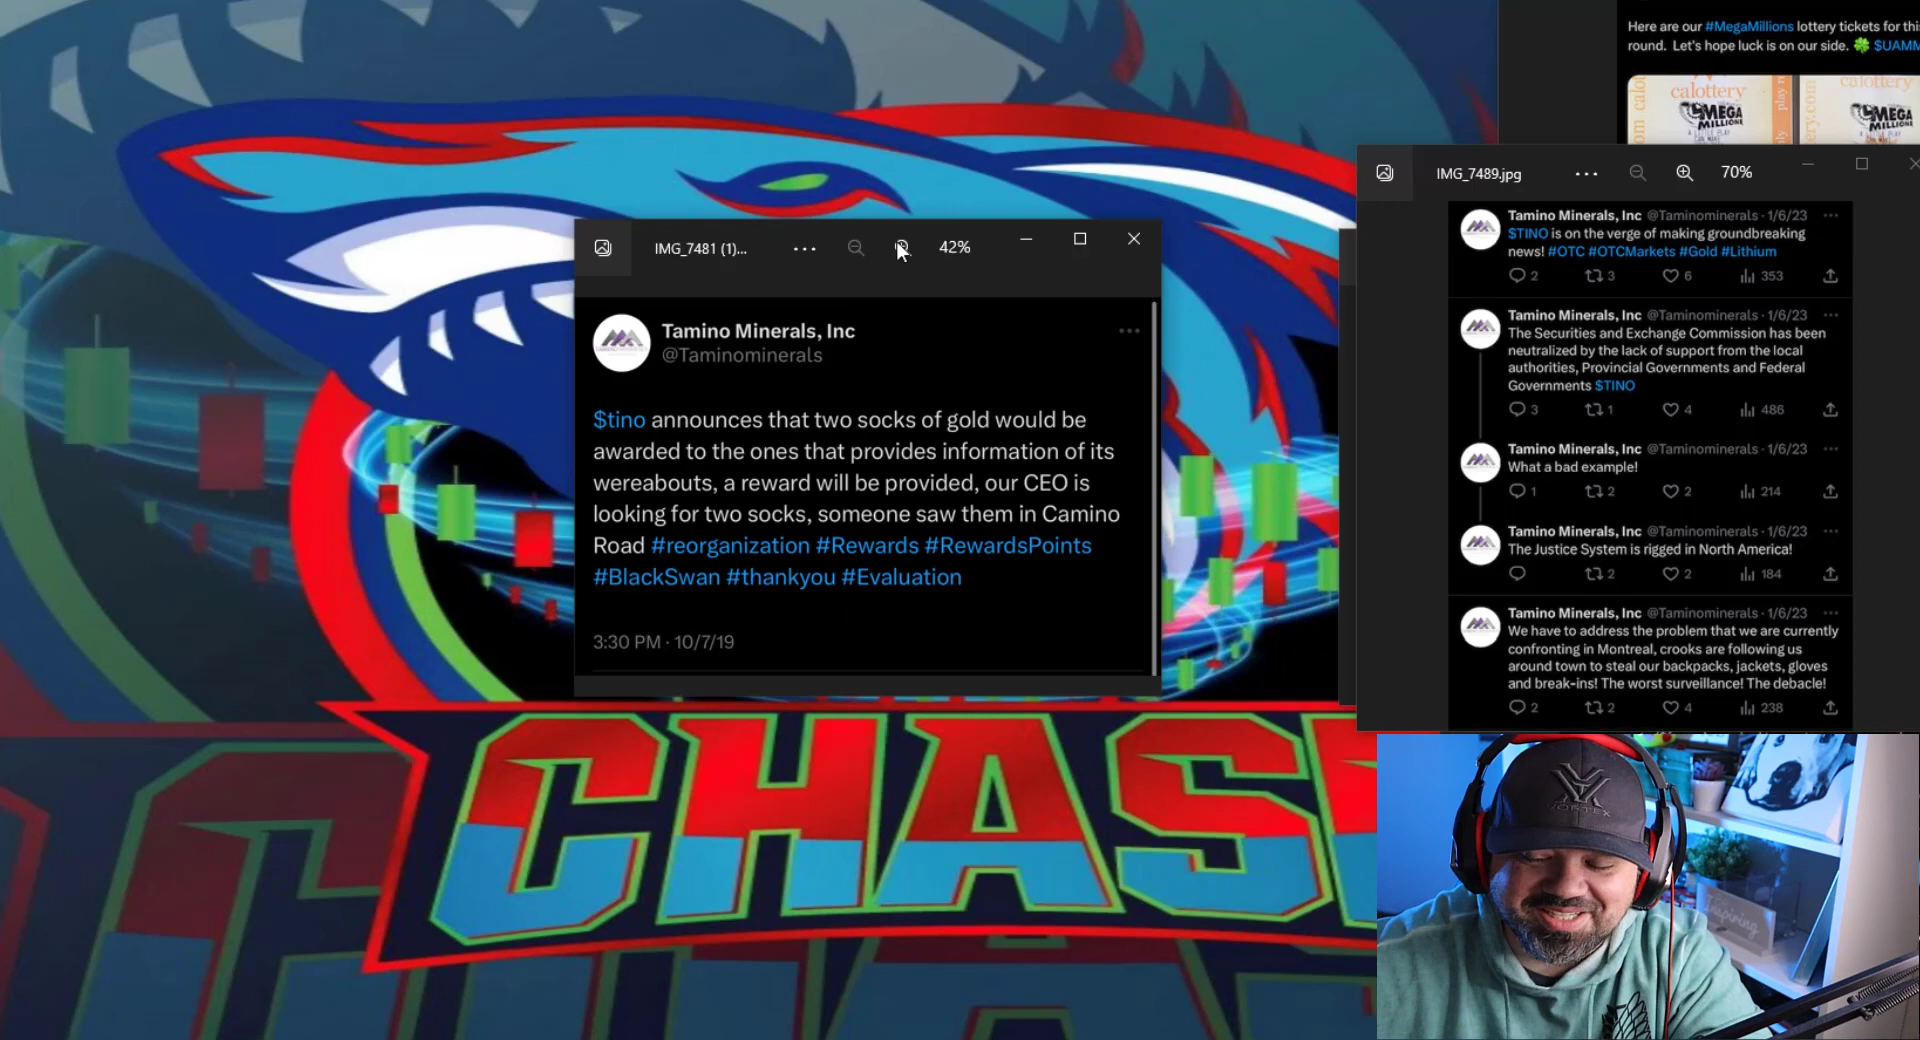 Here are our #MegaMillions lottery tickets for this
round. Let's hope luck is on our side. 🍀 $UAMM
calottery
MEGA
MILLIONS
calottery
MEGA
MILLIONS
IMG_7489.jpg
70%
Tamino Minerals, Inc @Taminominerals · 1/6/23
$TINO is on the verge of making groundbreaking
news! #OTC #OTCMarkets #Gold #Lithium
2 3 6 353
Tamino Minerals, Inc @Taminominerals · 1/6/23
The Securities and Exchange Commission has been
neutralized by the lack of support from the local
authorities, Provincial Governments and Federal
Governments $TINO
3 1 4 486
Tamino Minerals, Inc @Taminominerals · 1/6/23
What a bad example!
1 2 2 214
Tamino Minerals, Inc @Taminominerals · 1/6/23
The Justice System is rigged in North America!
2 2 184
Tamino Minerals, Inc @Taminominerals · 1/6/23
We have to address the problem that we are currently
confronting in Montreal, crooks are following us
around town to steal our backpacks, jackets, gloves
and break-ins! The worst surveillance! The debacle!
2 2 4 238
IMG_7481 (1)...
42%
Tamino Minerals, Inc
@Taminominerals
$tino announces that two socks of gold would be
awarded to the ones that provides information of its
wereabouts, a reward will be provided, our CEO is
looking for two socks, someone saw them in Camino
Road #reorganization #Rewards #RewardsPoints
#BlackSwan #thankyou #Evaluation
3:30 PM · 10/7/19
CHAS
VORTEX